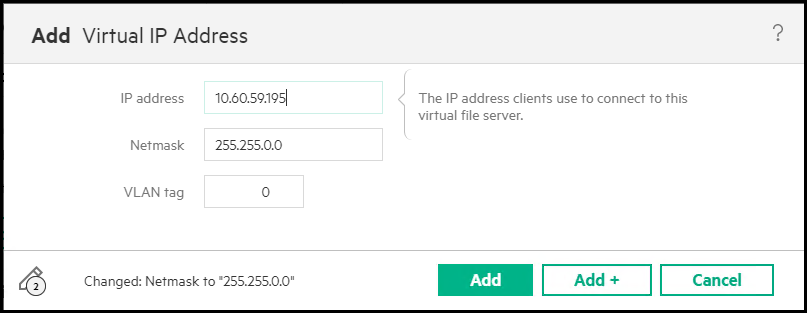 Add Virtual IP Address
?
IP address 10.60.59.195
The IP address clients use to connect to this
virtual file server.
Netmask 255.255.0.0
VLAN tag 0
2 Changed: Netmask to "255.255.0.0" Add Add + Cancel